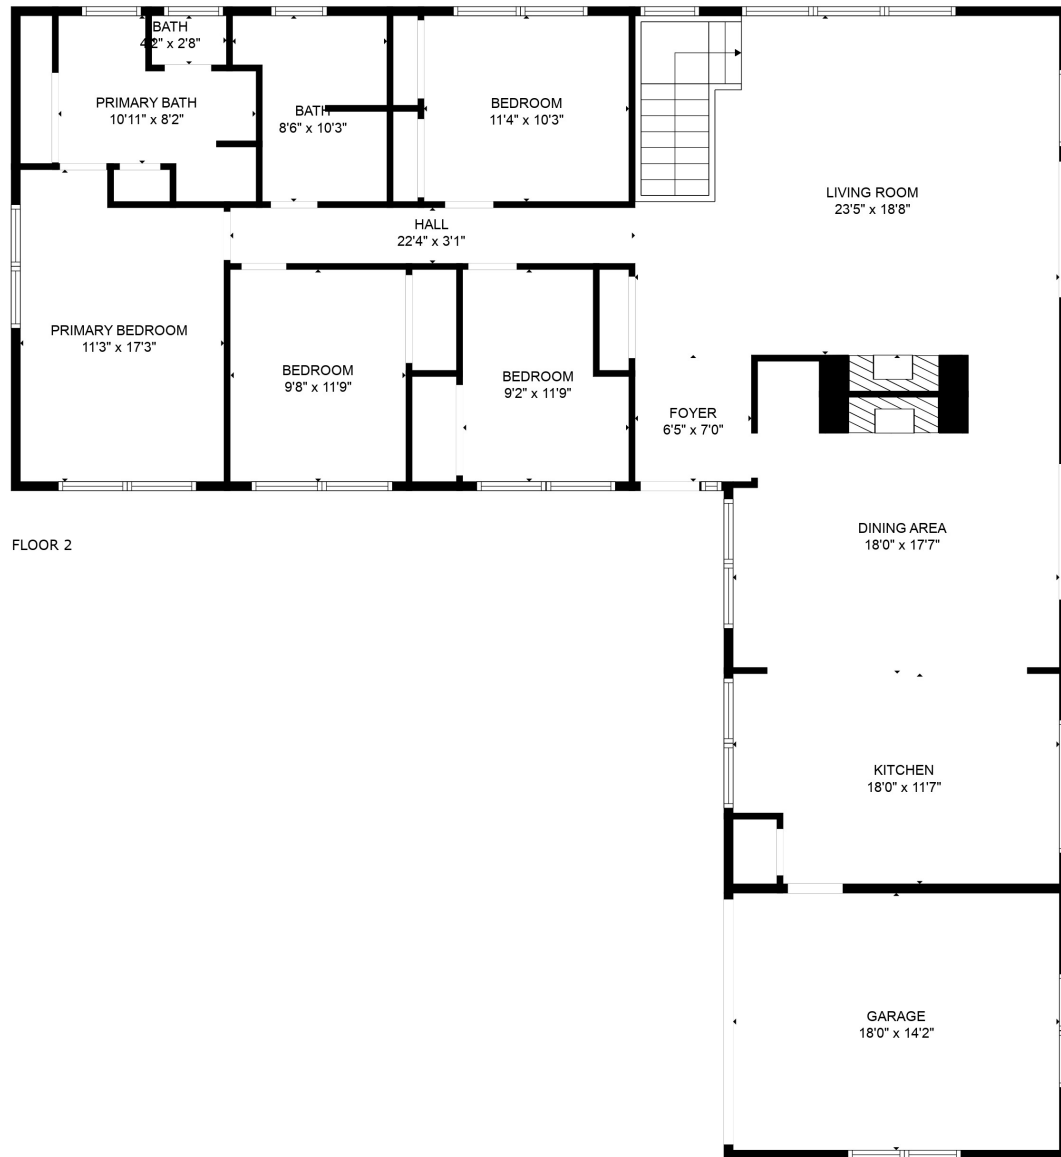 BATH
4'2" x 2'8"
PRIMARY BATH
10'11" x 8'2"
BATH
8'6" x 10'3"
BEDROOM
11'4" x 10'3"
LIVING ROOM
23'5" x 18'8"
HALL
22'4" x 3'1"
PRIMARY BEDROOM
11'3" x 17'3"
BEDROOM
9'8" x 11'9"
BEDROOM
9'2" x 11'9"
FOYER
6'5" x 7'0"
DINING AREA
18'0" x 17'7"
FLOOR 2
KITCHEN
18'0" x 11'7"
GARAGE
18'0" x 14'2"